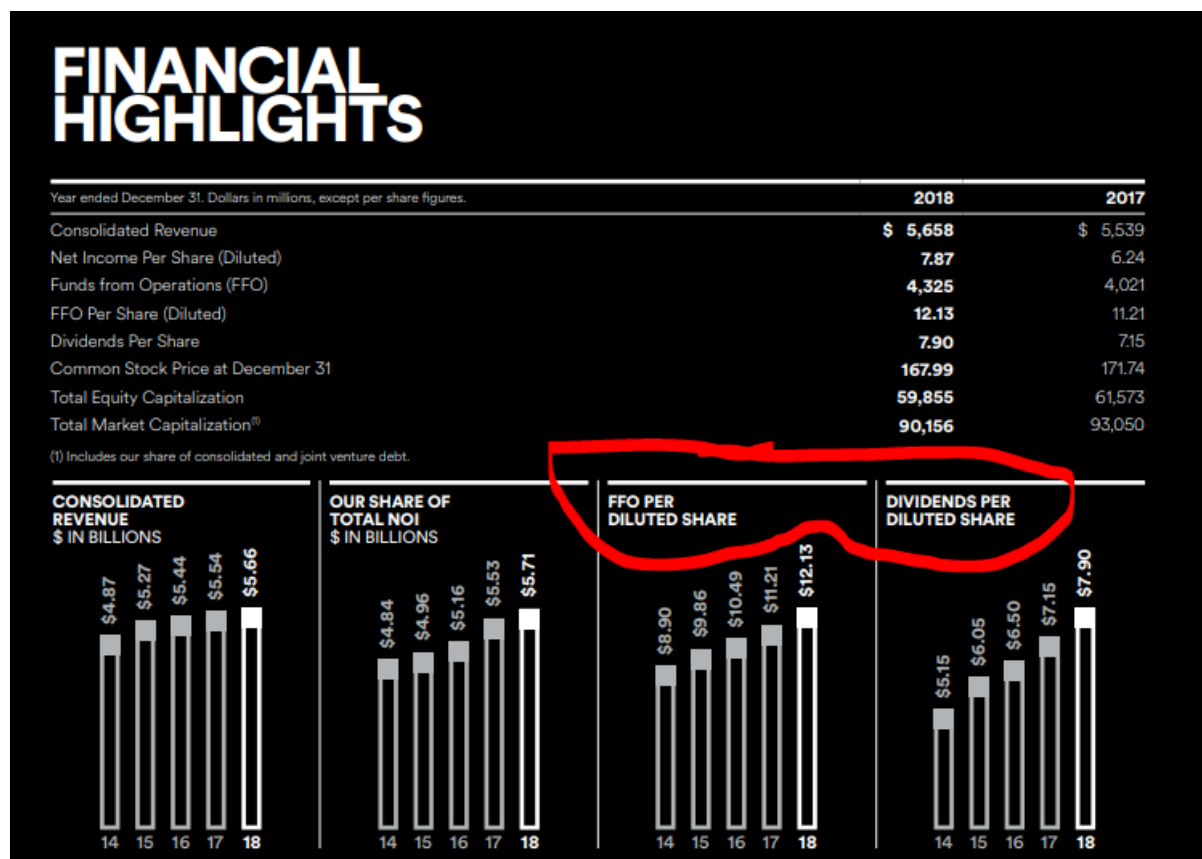 FINANCIAL
HIGHLIGHTS
Year ended December 31. Dollars in millions, except per share figures. 2018 2017
Consolidated Revenue $ 5,658 $ 5,539
Net Income Per Share (Diluted) 7.87 6.24
Funds from Operations (FFO) 4,325 4,021
FFO Per Share (Diluted) 12.13 11.21
Dividends Per Share 7.90 7.15
Common Stock Price at December 31 167.99 171.74
Total Equity Capitalization 59,855 61,573
Total Market Capitalization(1) 90,156 93,050
(1) Includes our share of consolidated and joint venture debt.
CONSOLIDATED
REVENUE
$ IN BILLIONS
$4.87 $5.27 $5.44 $5.54 $5.66
14 15 16 17 18
OUR SHARE OF
TOTAL NOI
$ IN BILLIONS
$4.84 $4.96 $5.16 $5.53 $5.71
14 15 16 17 18
FFO PER
DILUTED SHARE
$8.90 $9.86 $10.49 $11.21 $12.13
14 15 16 17 18
DIVIDENDS PER
DILUTED SHARE
$5.15 $6.05 $6.50 $7.15 $7.90
14 15 16 17 18